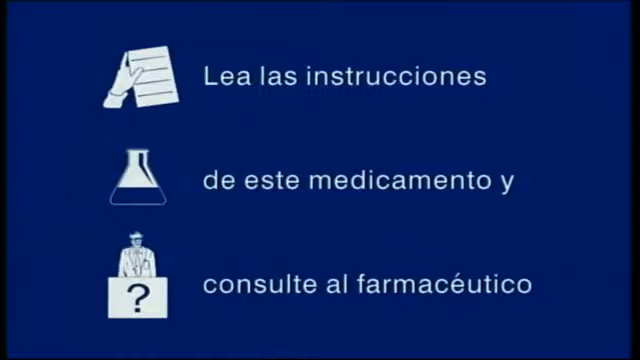 Lea las instrucciones
de este medicamento y
?
consulte al farmacéutico